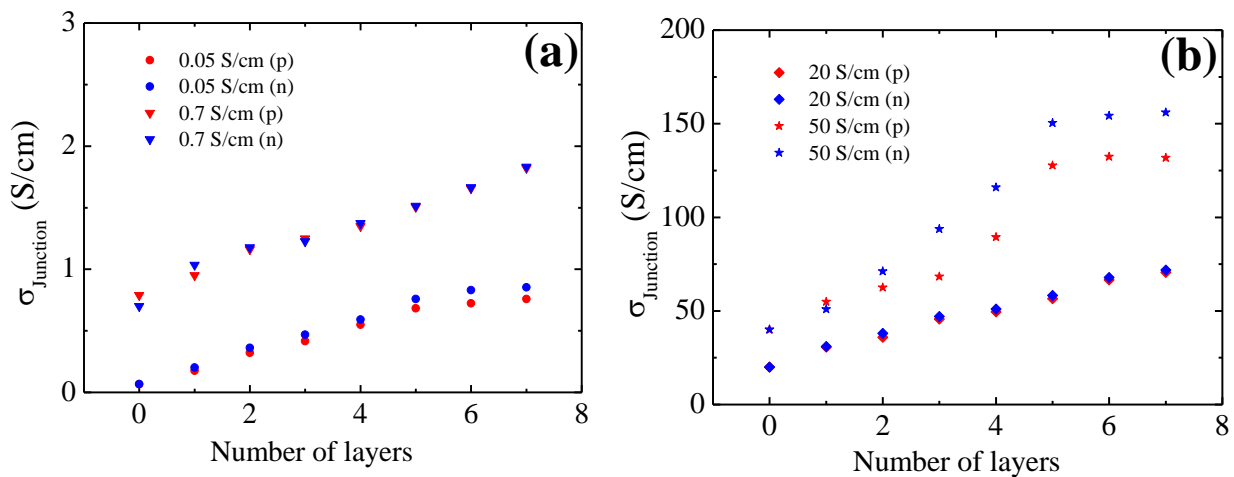 (a)
0.05 S/cm (p)
0.05 S/cm (n)
0.7 S/cm (p)
0.7 S/cm (n)
3
2
1
0
σJunction (S/cm)
0 2 4 6 8
Number of layers
(b)
20 S/cm (p)
20 S/cm (n)
50 S/cm (p)
50 S/cm (n)
200
150
100
50
0
σJunction (S/cm)
0 2 4 6 8
Number of layers